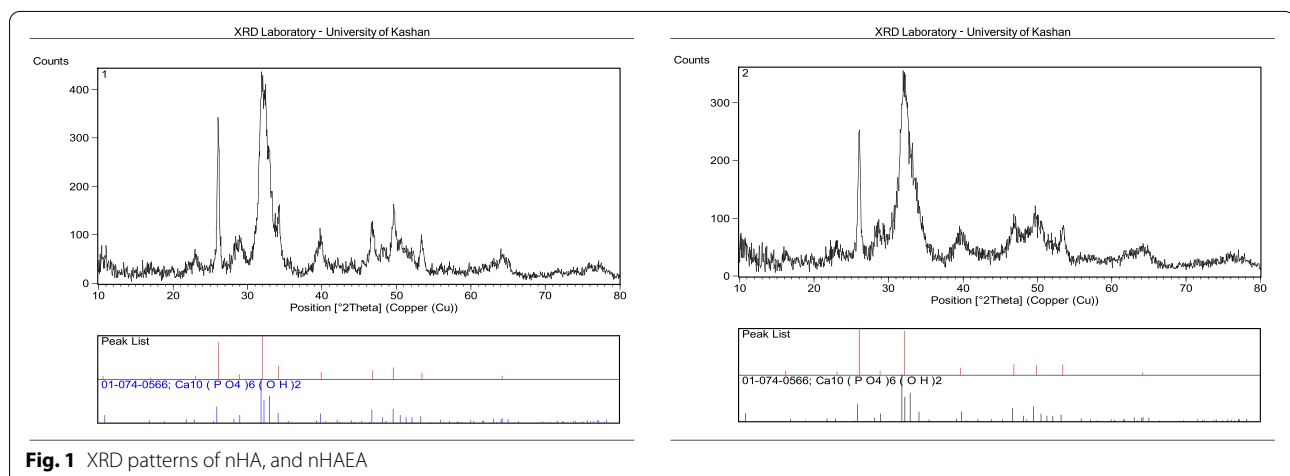 XRD Laboratory - University of Kashan
Counts
1
400
300
200
100
0
10 20 30 40 50 60 70 80
Position [°2Theta] (Copper (Cu))
Peak List
01-074-0566; Ca10 ( P O4 )6 ( O H )2
XRD Laboratory - University of Kashan
Counts
2
300
200
100
0
10 20 30 40 50 60 70 80
Position [°2Theta] (Copper (Cu))
Peak List
01-074-0566; Ca10 ( P O4 )6 ( O H )2
Fig. 1 XRD patterns of nHA, and nHAEA